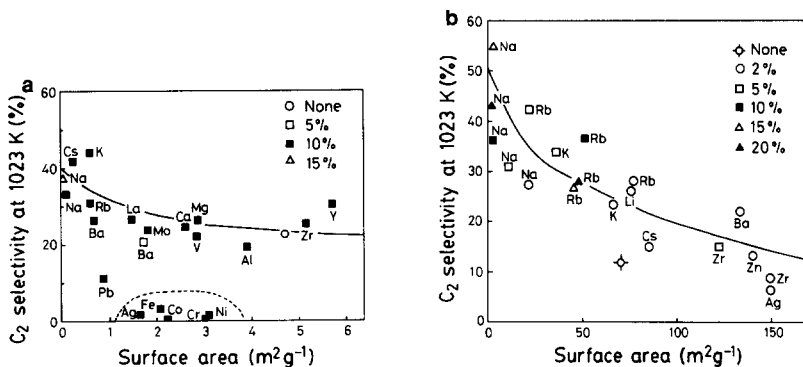 a
C₂ selectivity at 1023 K (%)
60
40
20
0
0
1
2
3
4
5
6
Surface area (m²g⁻¹)
None
5%
10%
15%
Cs
K
Na
Na
Rb
Ba
La
Mo
Ba
Ca
Mg
V
Al
Zr
Y
Pb
Ag
Fe
Co
Cr
Ni
b
C₂ selectivity at 1023 K (%)
60
50
40
30
20
10
0
0
50
100
150
Surface area (m²g⁻¹)
None
2%
5%
10%
15%
20%
Na
Na
Na
Na
Na
Rb
K
Rb
Rb
Rb
K
Li
Rb
Cs
Ba
Zr
Zn
Zr
Ag